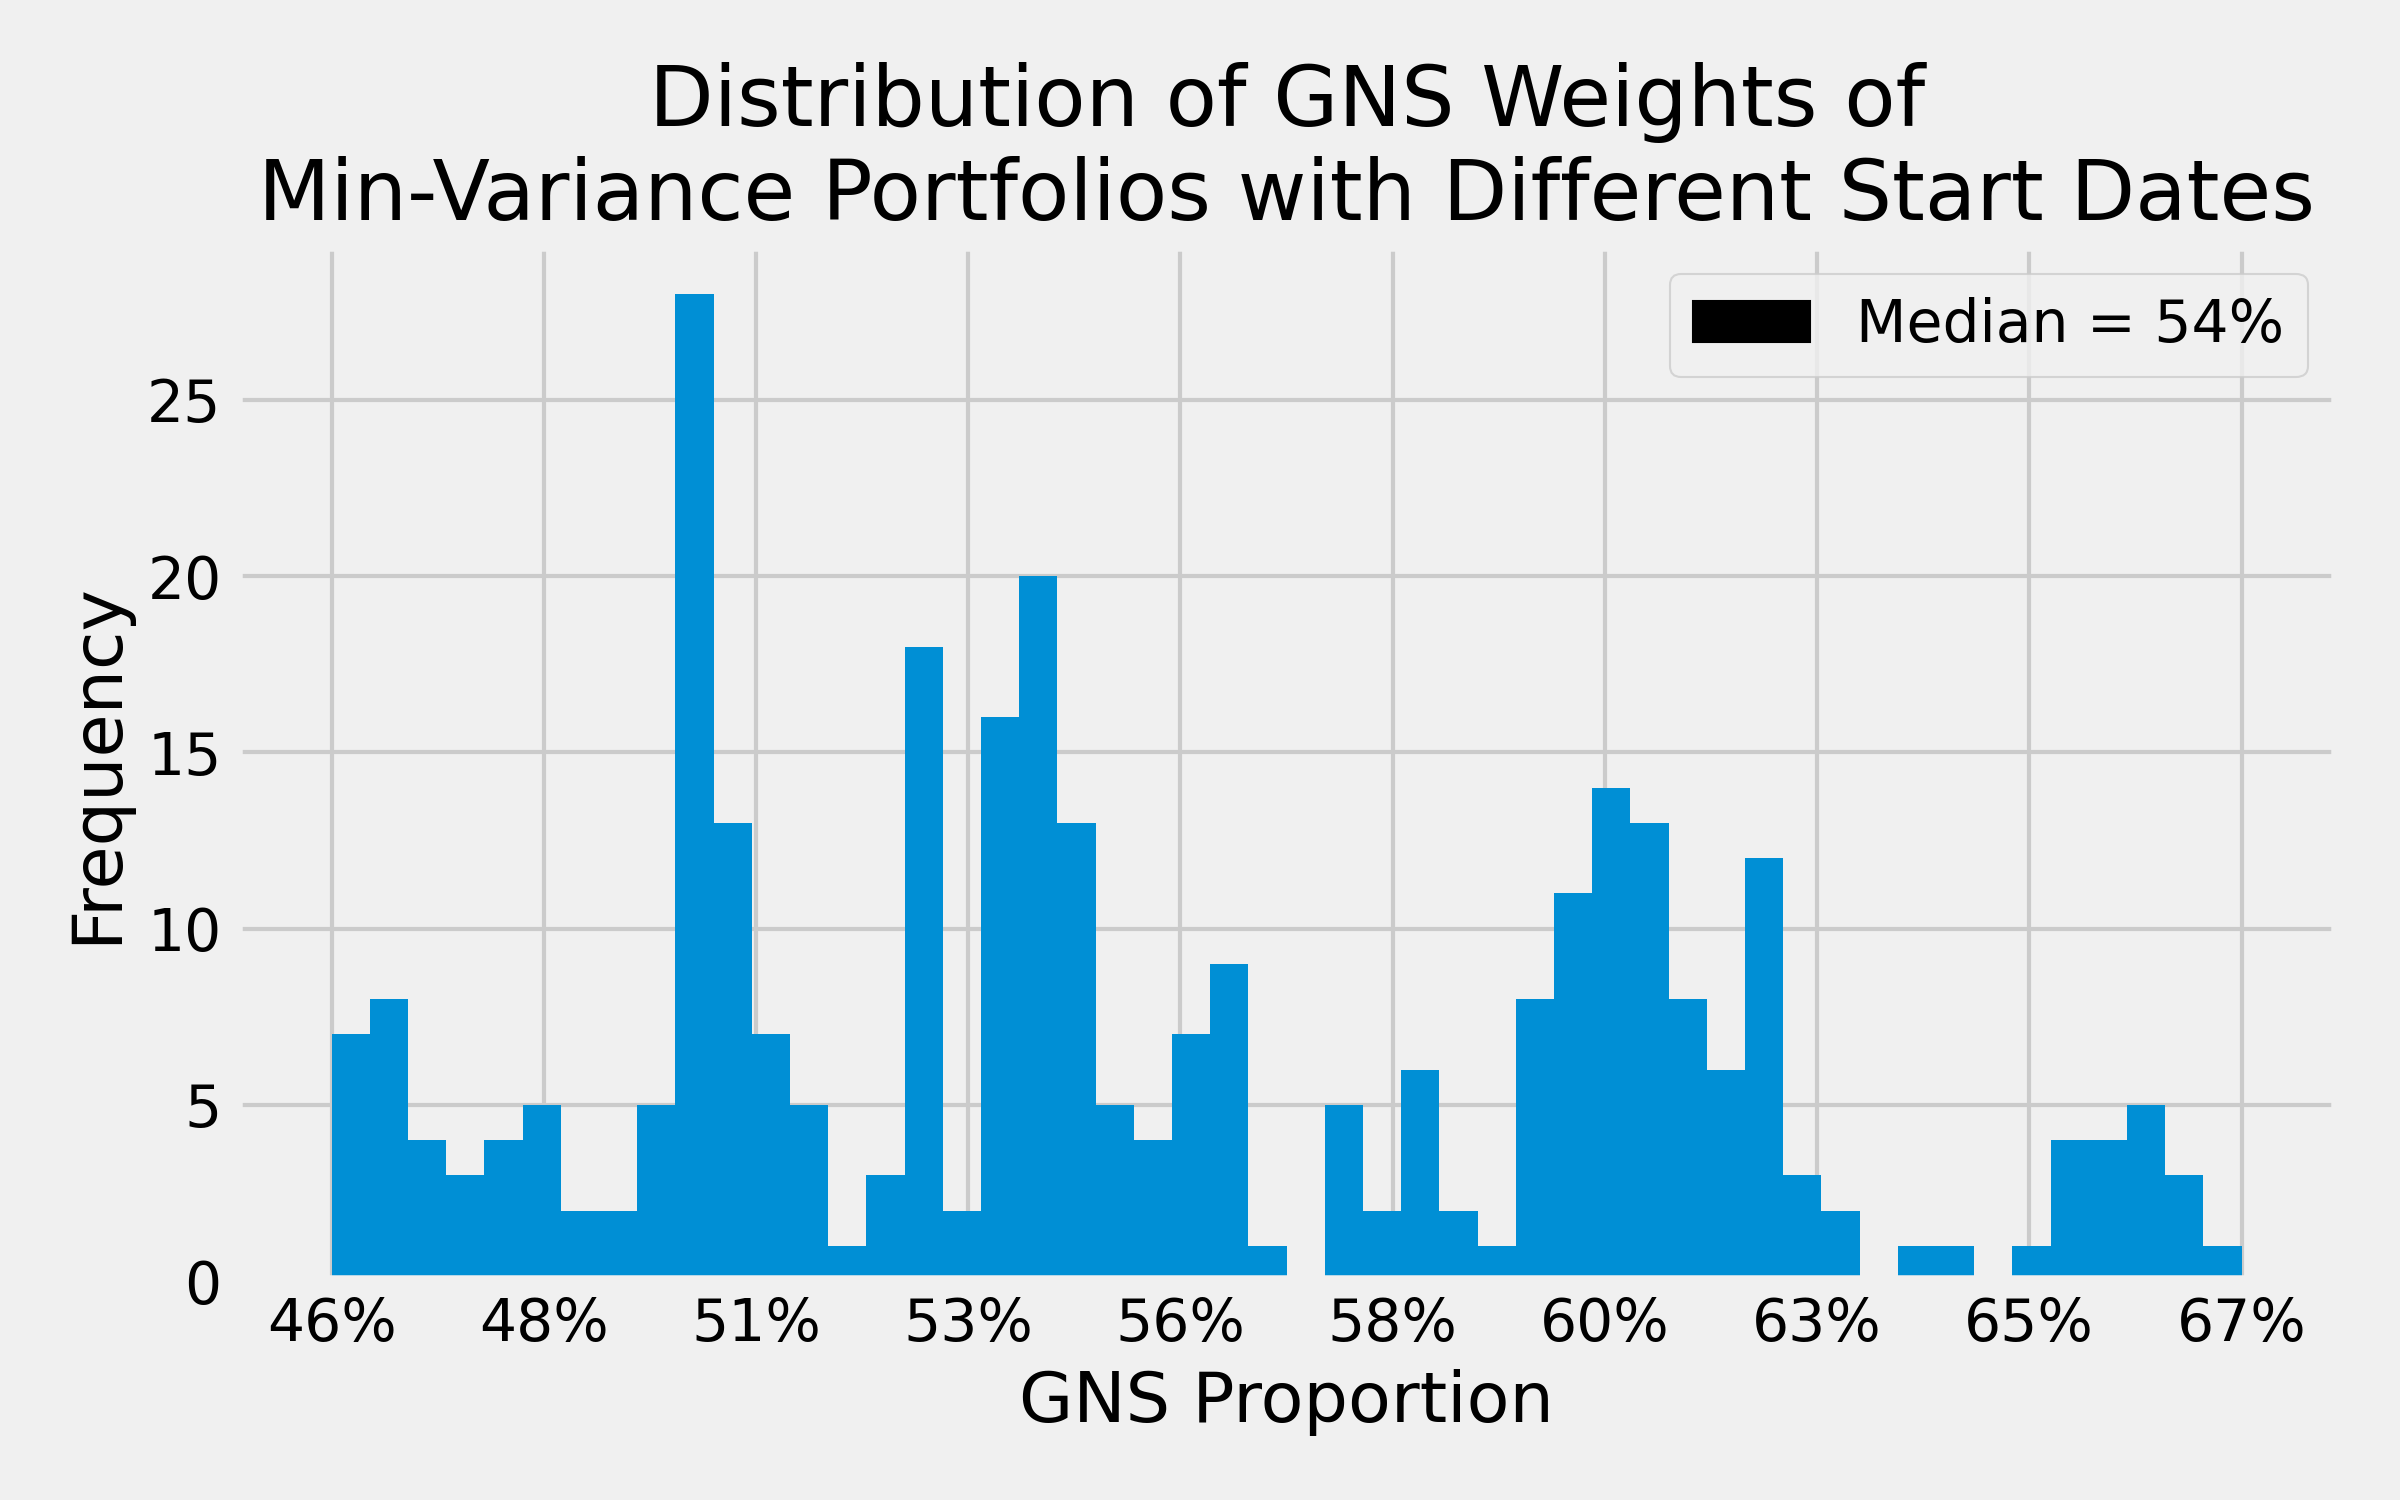 Distribution of GNS Weights of
Min-Variance Portfolios with Different Start Dates
Median = 54%
Frequency
25
20
15
10
5
0
46% 48% 51% 53% 56% 58% 60% 63% 65% 67%
GNS Proportion